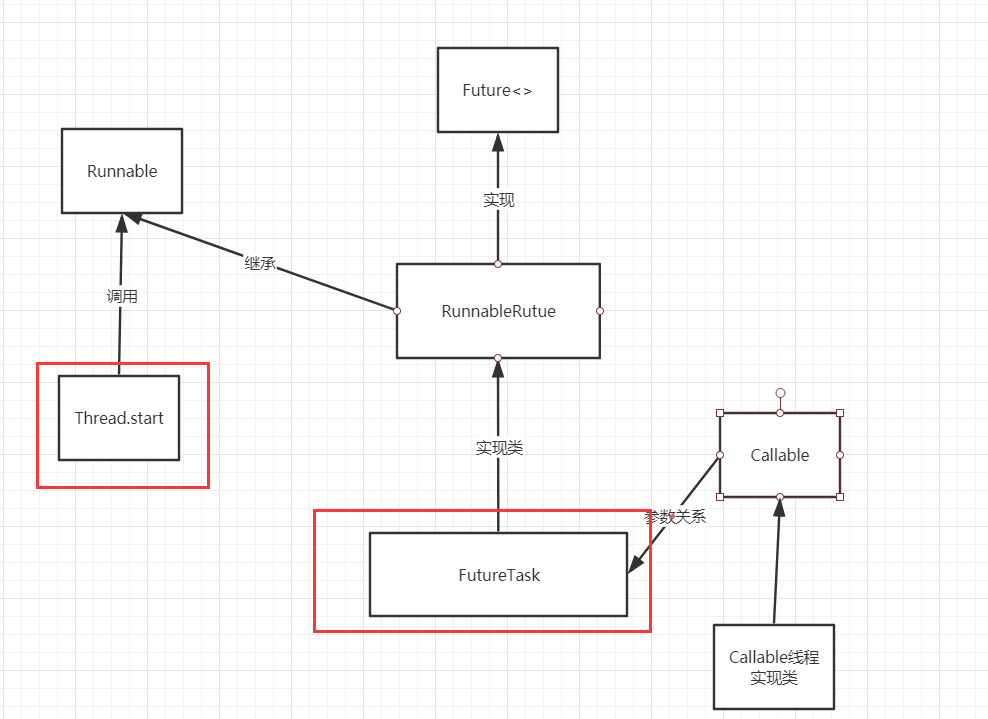 Future<>
Runnable
实现
继承
调用
RunnableRutue
Thread.start
实现类
Callable
参数关系
FutureTask
Callable线程
实现类